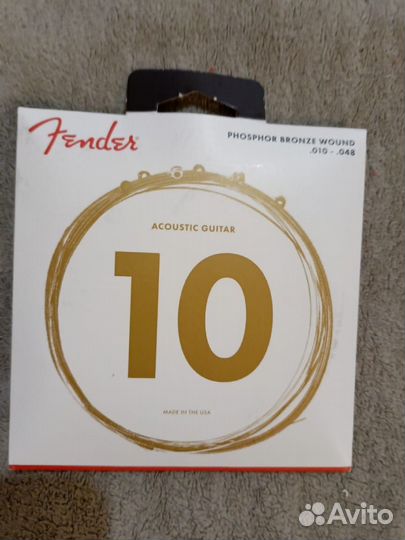 Fender
PHOSPHOR BRONZE WOUND
.010 - .048
ACOUSTIC GUITAR
10
MADE IN THE USA
Avito